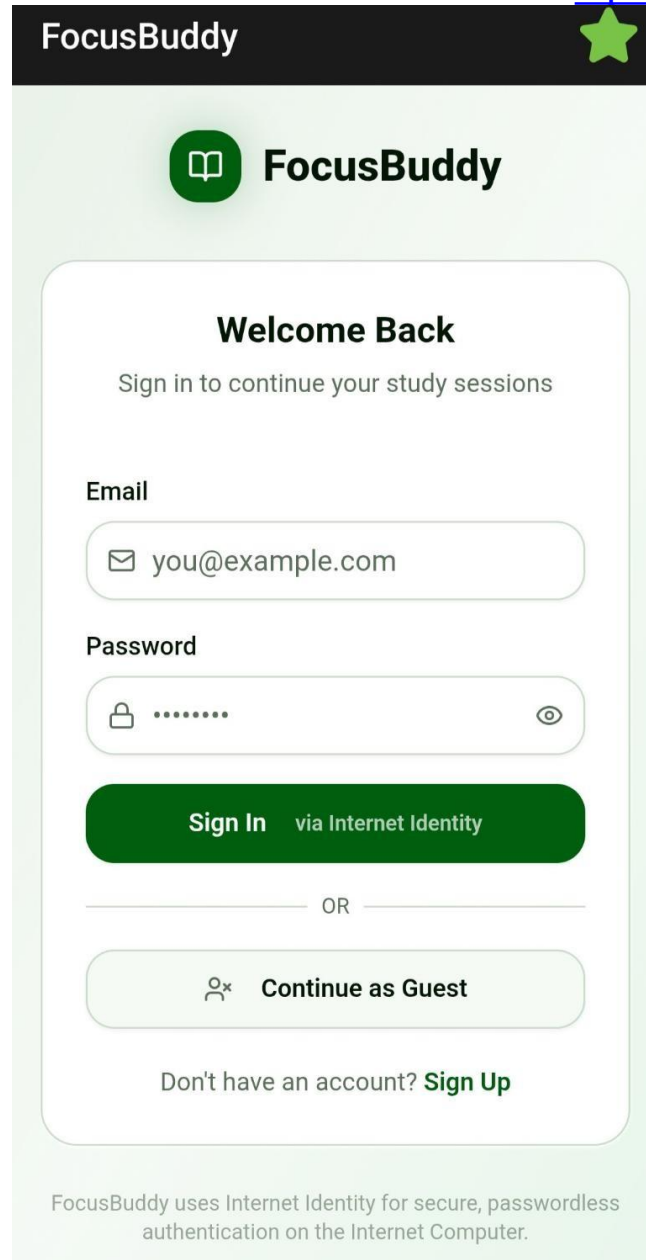 FocusBuddy
FocusBuddy
Welcome Back
Sign in to continue your study sessions
Email
you@example.com
Password
••••••••
Sign In via Internet Identity
OR
Continue as Guest
Don't have an account? Sign Up
FocusBuddy uses Internet Identity for secure, passwordless
authentication on the Internet Computer.